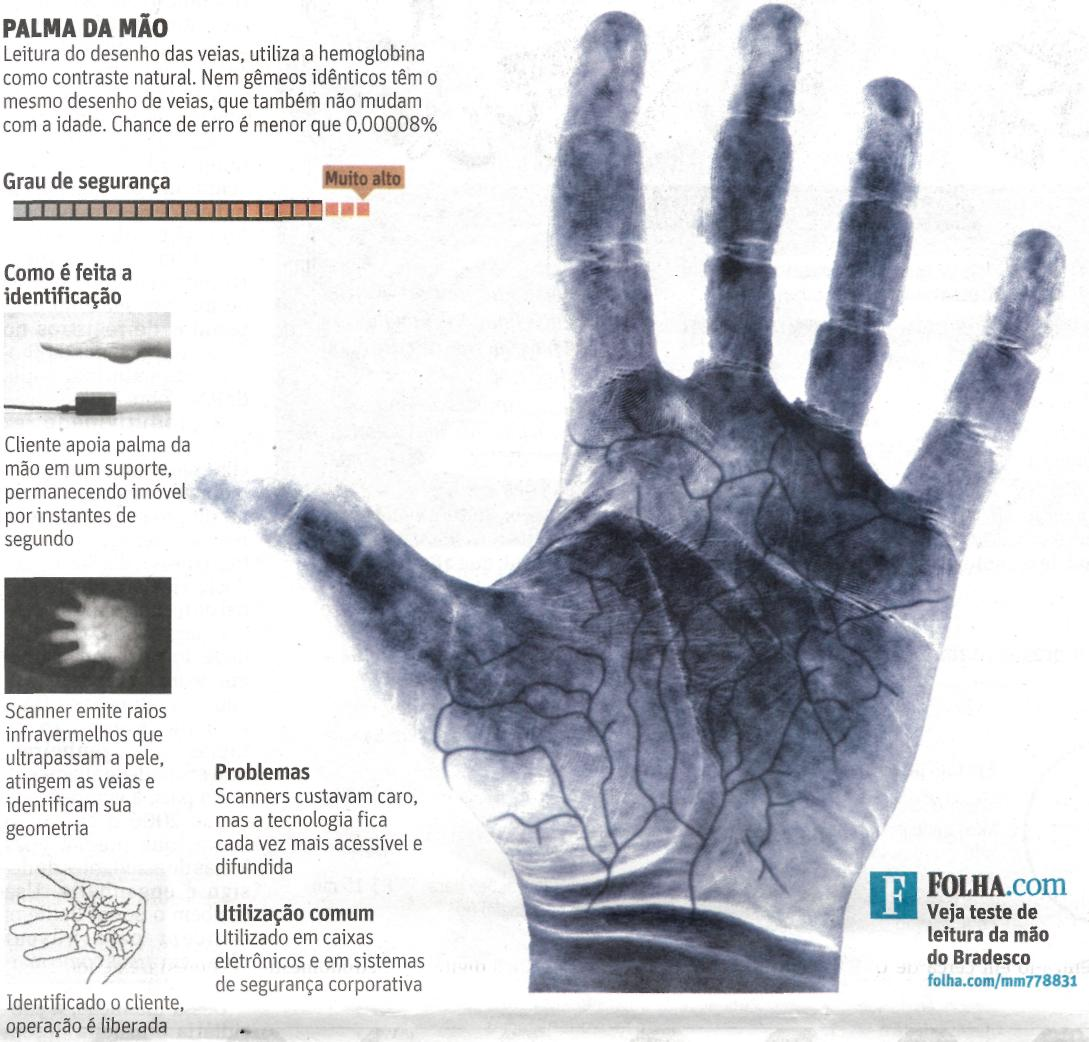 PALMA DA MÃO
Leitura do desenho das veias, utiliza a hemoglobina
como contraste natural. Nem gêmeos idênticos têm o
mesmo desenho de veias, que também não mudam
com a idade. Chance de erro é menor que 0,00008%
Grau de segurança
Muito alto
Como é feita a
identificação
Cliente apoia palma da
mão em um suporte,
permanecendo imóvel
por instantes de
segundo
Scanner emite raios
infravermelhos que
ultrapassam a pele,
atingem as veias e
identificam sua
geometria
Identificado o cliente,
operação é liberada
Problemas
Scanners custavam caro,
mas a tecnologia fica
cada vez mais acessível e
difundida
Utilização comum
Utilizado em caixas
eletrônicos e em sistemas
de segurança corporativa
F FOLHA.com
Veja teste de
leitura da mão
do Bradesco
folha.com/mm778831